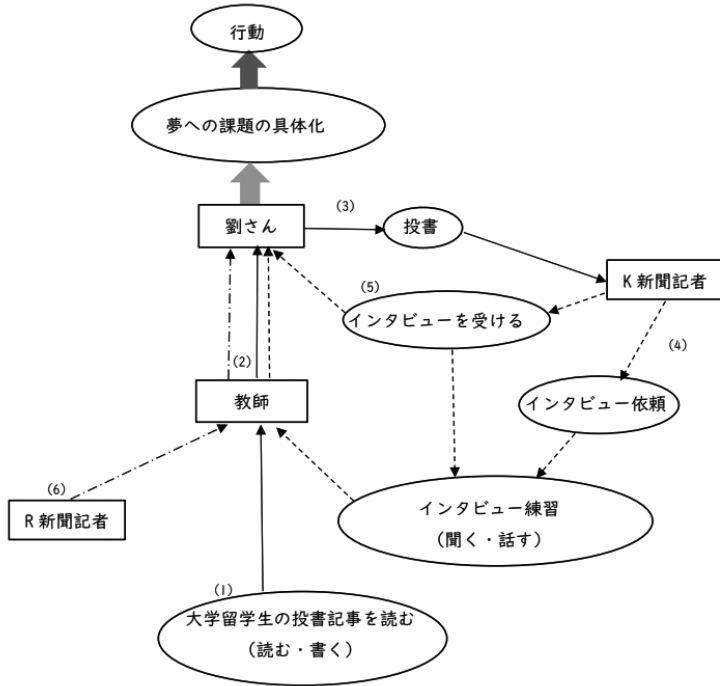 行動
夢への課題の具体化
劉さん
(3)
投書
K新聞記者
(5)
インタビューを受ける
(4)
(2)
教師
インタビュー依頼
(6)
R新聞記者
インタビュー練習
(聞く・話す)
(1)
大学留学生の投書記事を読む
(読む・書く)